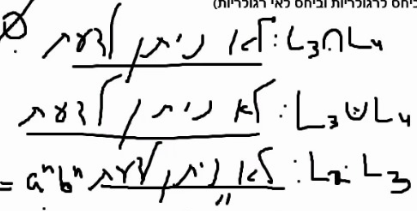 ביחס לרגולריות וביחס לאי רגולריות)
L₃∩L₄: לא ניתן לדעת
L₃∪L₄: לא ניתן לדעת
L₂·L₃: לא ניתן לדעת = aⁿbⁿ